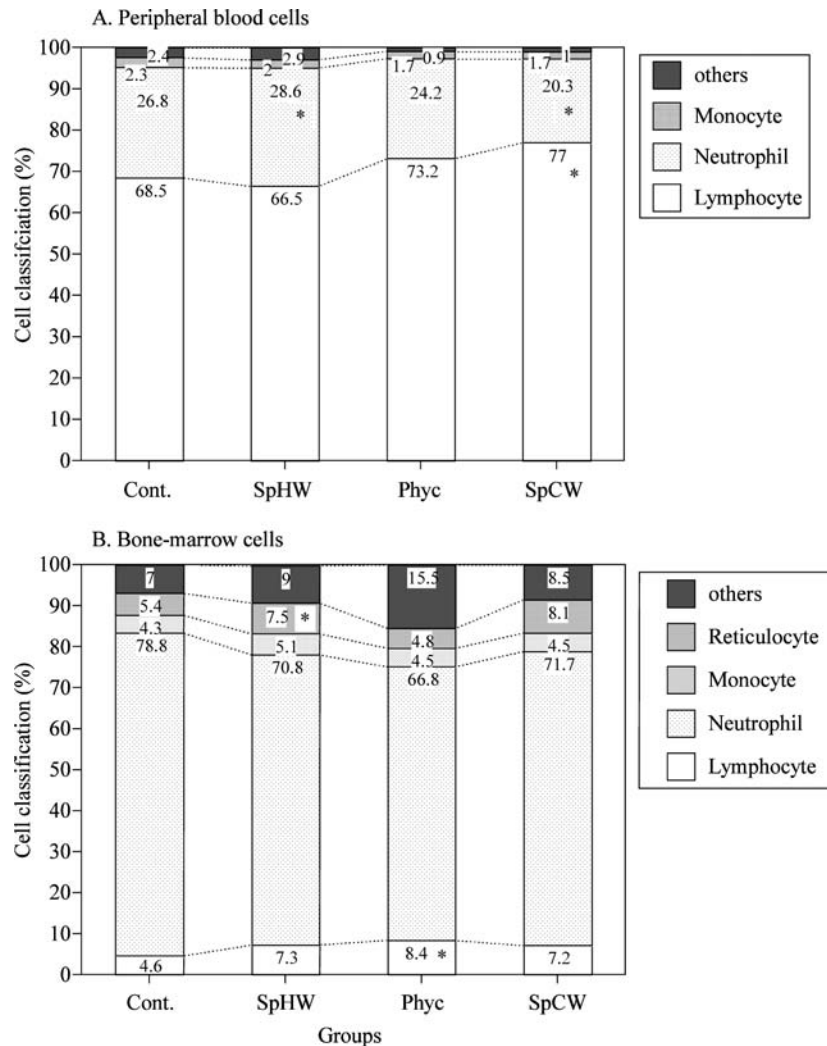 A. Peripheral blood cells
Cell classifciation (%)
100
90
80
70
60
50
40
30
20
10
0
2.4
2.3
26.8
68.5
2.9
2
28.6
*
66.5
0.9
1.7
24.2
73.2
1
1.7
20.3
*
77
*
Cont.
SpHW
Phyc
SpCW
others
Monocyte
Neutrophil
Lymphocyte
B. Bone-marrow cells
Cell classification (%)
100
90
80
70
60
50
40
30
20
10
0
7
5.4
4.3
78.8
4.6
9
7.5 *
5.1
70.8
7.3
15.5
4.8
4.5
66.8
8.4 *
8.5
8.1
4.5
71.7
7.2
Cont.
SpHW
Phyc
SpCW
Groups
others
Reticulocyte
Monocyte
Neutrophil
Lymphocyte